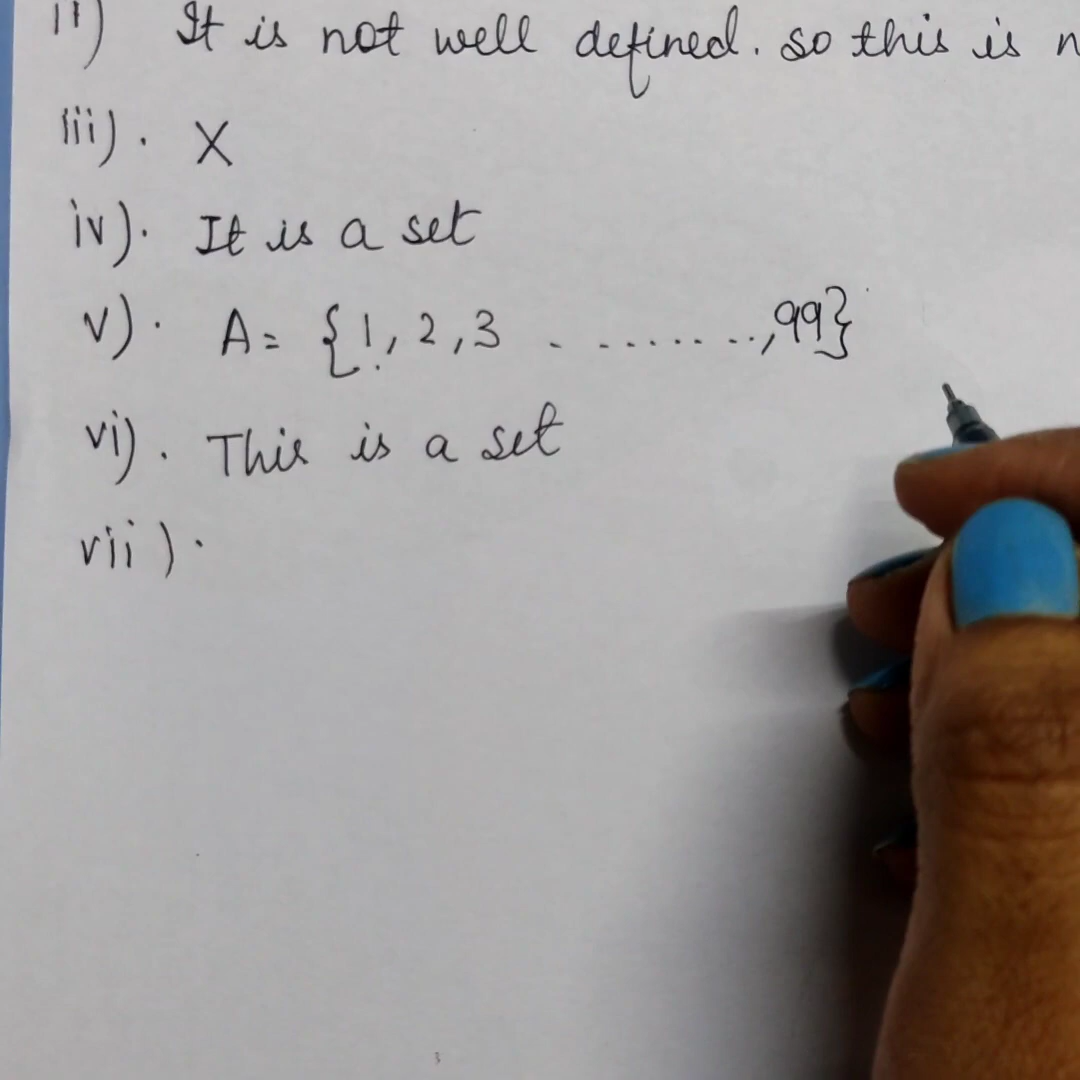 ii) It is not well defined. so this is n
iii). X
iv). It is a set
v). A= {1, 2, 3 . ........, 99}
vi). This is a set
vii).